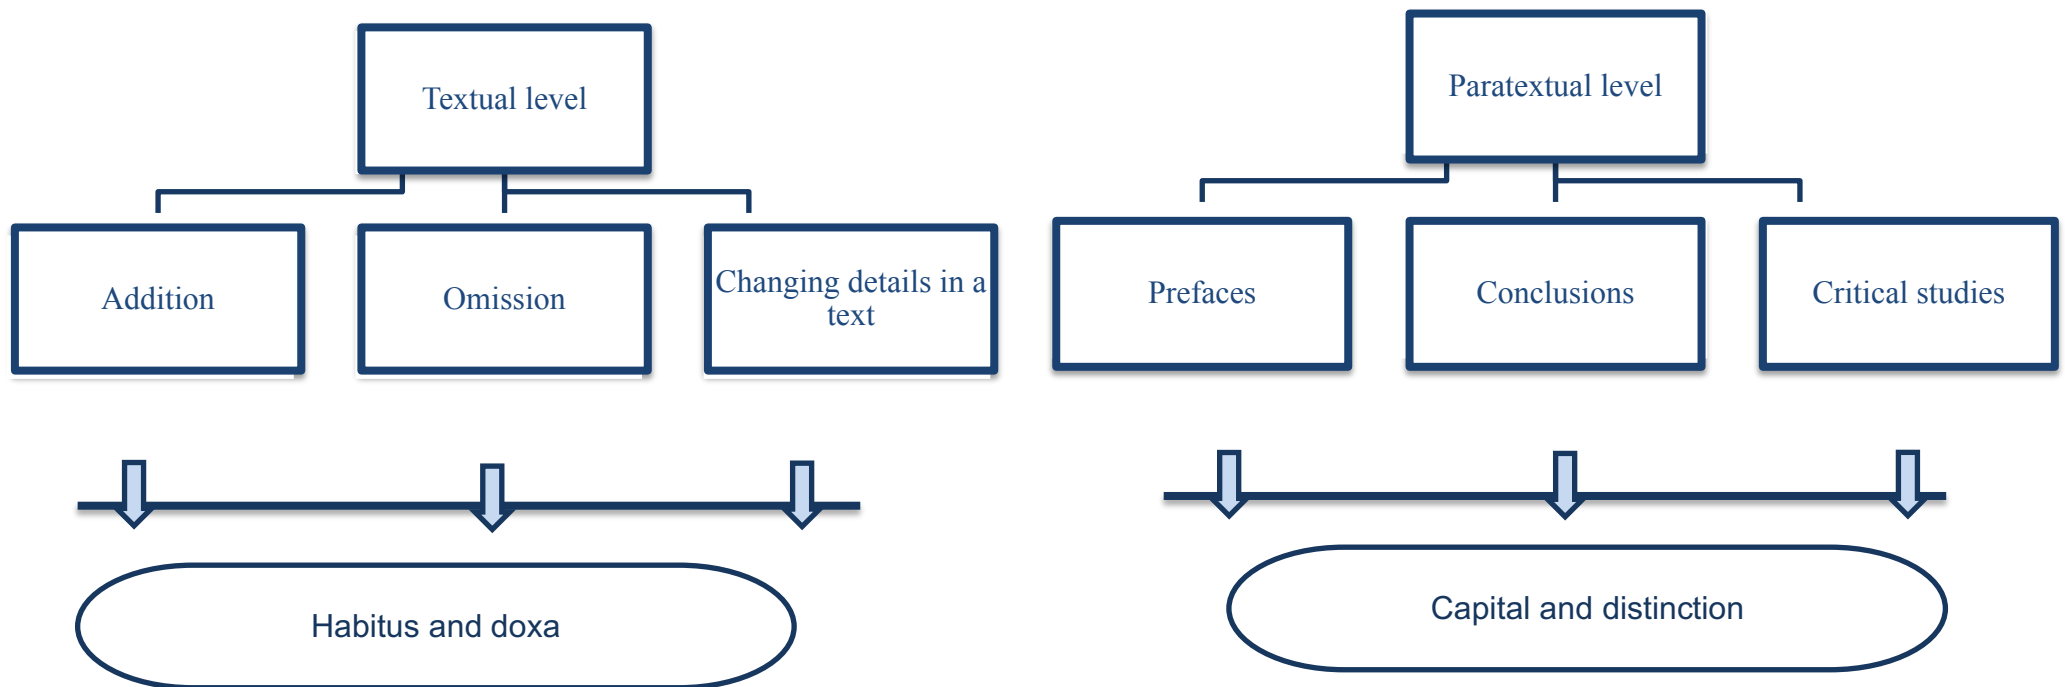 Textual level
Addition
Omission
Changing details in a
text
Habitus and doxa
Paratextual level
Prefaces
Conclusions
Critical studies
Capital and distinction